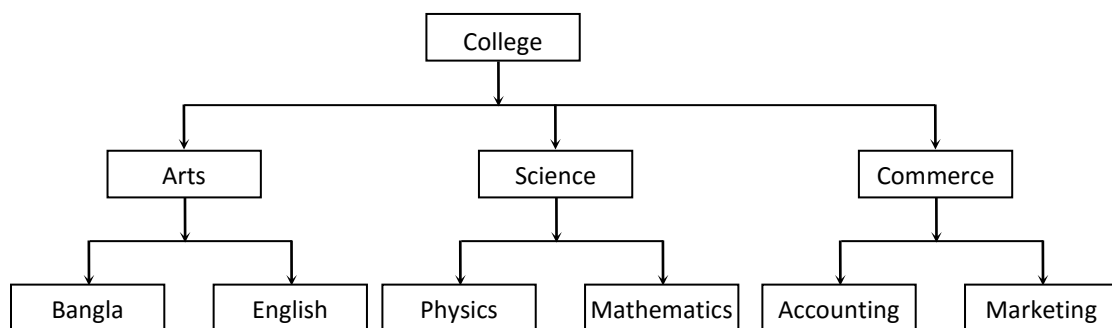 College
Arts
Science
Commerce
Bangla
English
Physics
Mathematics
Accounting
Marketing